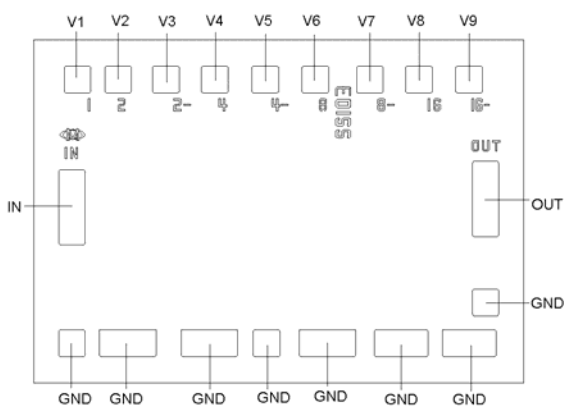 V1 V2 V3 V4 V5 V6 V7 V8 V9
1 2 2- 4 4- 8 8- 16 16-
IN
OUT
IN
OUT
GND
GND GND GND GND GND GND GND